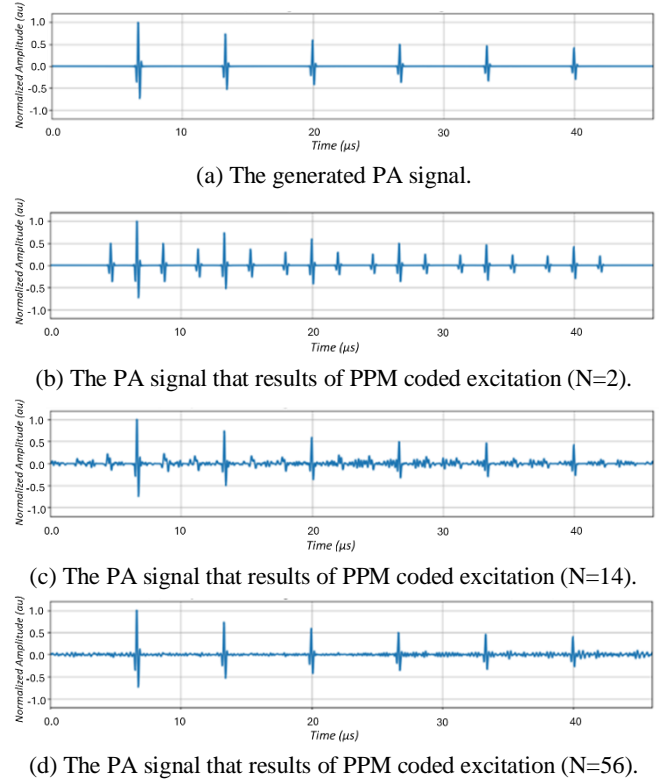 Normalized Amplitude (au)
1.0
0.5
0.0
-0.5
-1.0
0.0 10 20 30 40
Time (µs)
(a) The generated PA signal.
Normalized Amplitude (au)
1.0
0.5
0.0
-0.5
-1.0
0.0 10 20 30 40
Time (µs)
(b) The PA signal that results of PPM coded excitation (N=2).
Normalized Amplitude (au)
1.0
0.5
0.0
-0.5
-1.0
0.0 10 20 30 40
Time (µs)
(c) The PA signal that results of PPM coded excitation (N=14).
Normalized Amplitude (au)
1.0
0.5
0.0
-0.5
-1.0
0.0 10 20 30 40
Time (µs)
(d) The PA signal that results of PPM coded excitation (N=56).